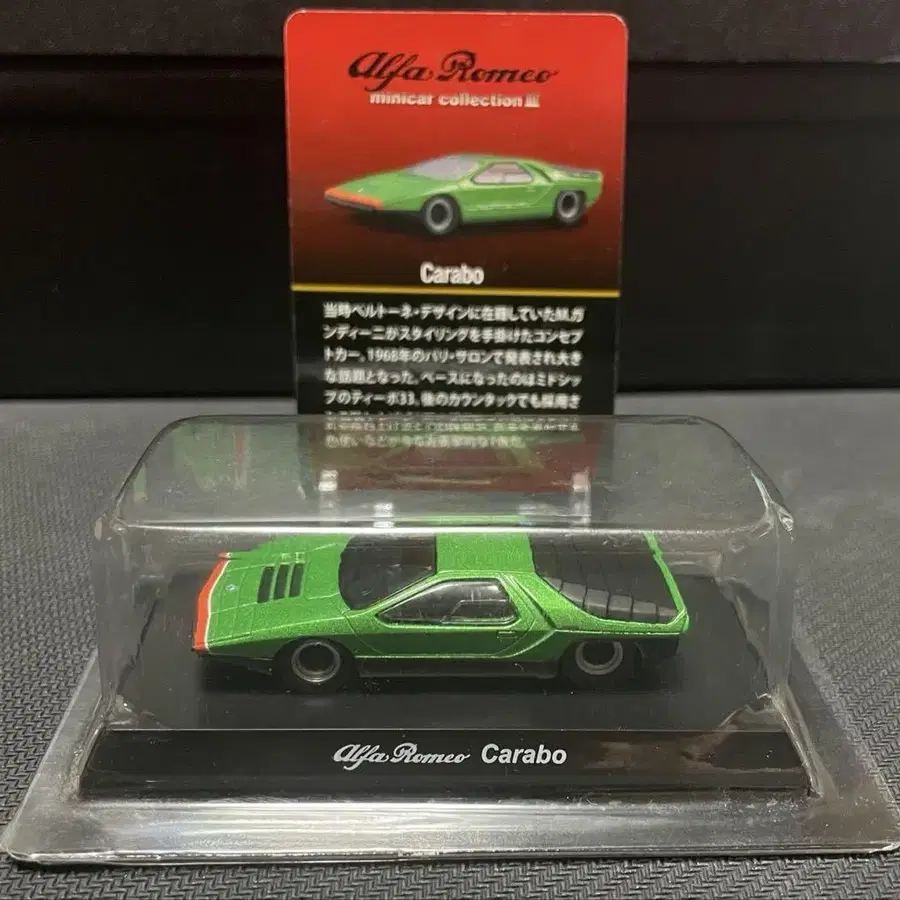 Alfa Romeo
minicar collection III
Carabo
当時ベルトーネ・デザインに在籍していたM.ガ
ンディーニがスタイリングを手掛けたコンセプ
トカー。1968年のパリ・サロンで発表され大き
な話題となった。ベースになったのはミドシッ
プのティーポ33。後のカウンタックでも採用さ
Alfa Romeo Carabo